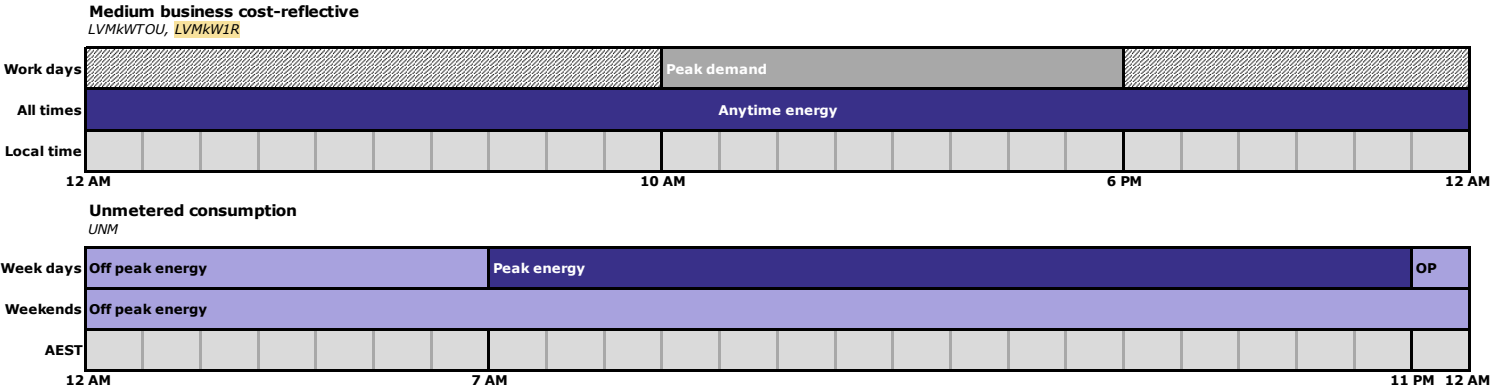 Medium business cost-reflective
LVMkWTOU, LVMkW1R
Work days Peak demand
All times Anytime energy
Local time
12 AM 10 AM 6 PM 12 AM
Unmetered consumption
UNM
Week days Off peak energy Peak energy OP
Weekends Off peak energy
AEST
12 AM 7 AM 11 PM 12 AM